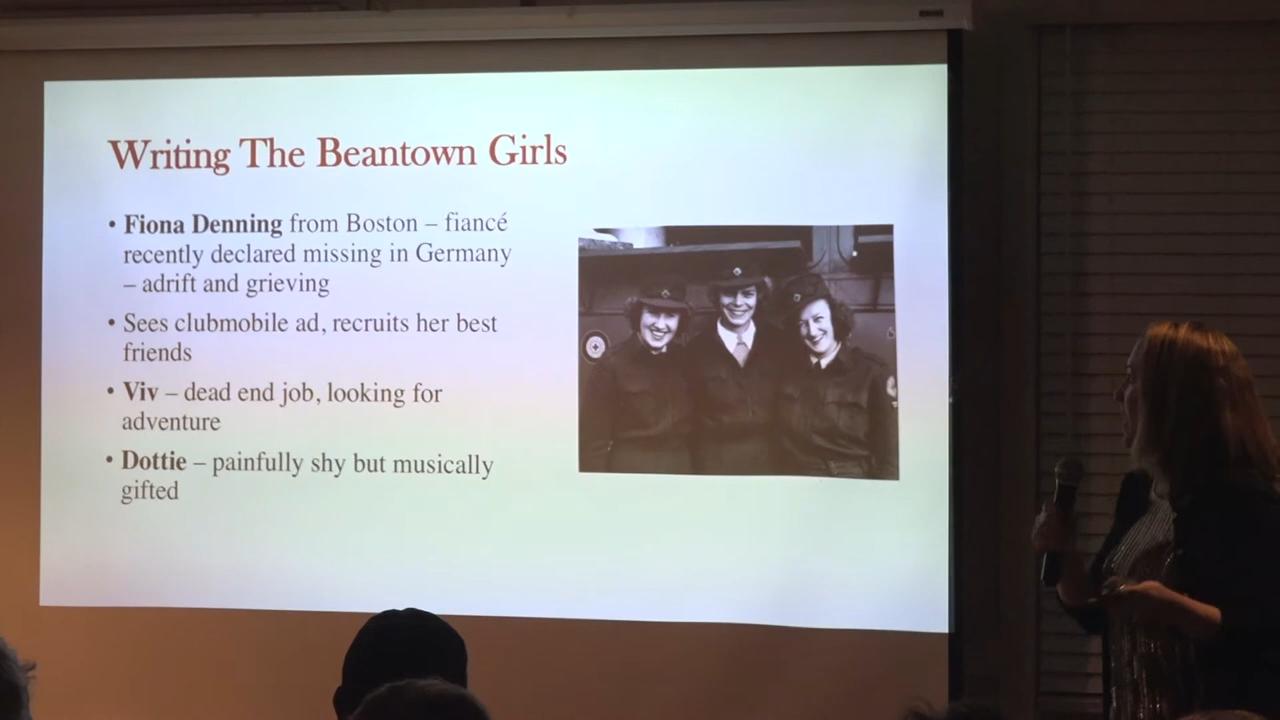 Writing The Beantown Girls
• Fiona Denning from Boston – fiancé
recently declared missing in Germany
– adrift and grieving
• Sees clubmobile ad, recruits her best
friends
• Viv – dead end job, looking for
adventure
• Dottie – painfully shy but musically
gifted